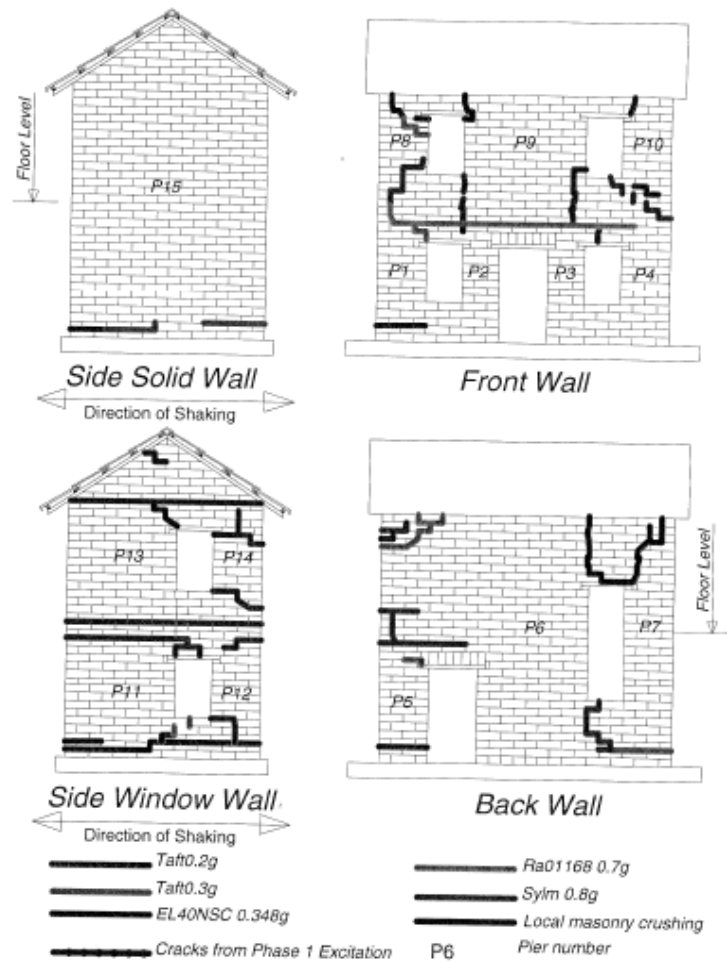 Floor Level
P15
P8
P9
P10
P1
P2
P3
P4
Side Solid Wall
Direction of Shaking
Front Wall
P13
P14
P11
P12
Floor Level
P6
P7
P5
Side Window Wall
Direction of Shaking
Back Wall
Taft0.2g
Taft0.3g
EL40NSC 0.348g
Cracks from Phase 1 Excitation
Ra01168 0.7g
Sylm 0.8g
Local masonry crushing
P6 Pier number